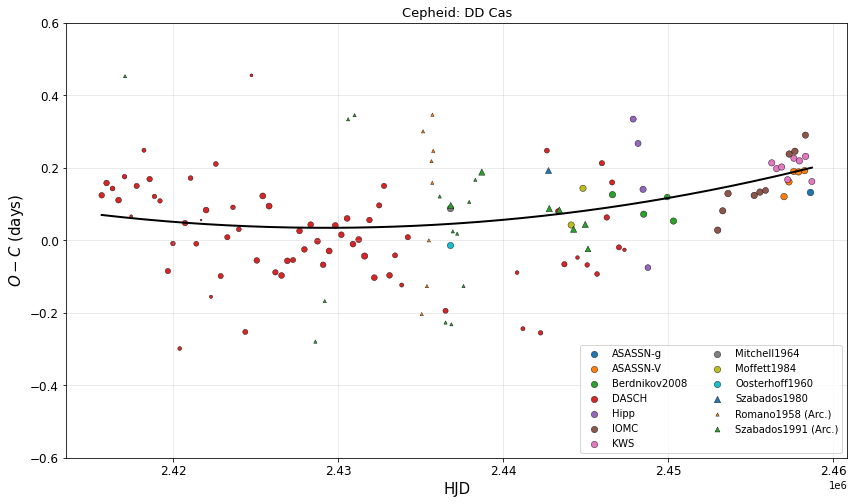 Cepheid: DD Cas
0.6
0.4
0.2
0.0
−0.2
−0.4
−0.6
O − C (days)
ASASSN-g
ASASSN-V
Berdnikov2008
DASCH
Hipp
IOMC
KWS
Mitchell1964
Moffett1984
Oosterhoff1960
Szabados1980
Romano1958 (Arc.)
Szabados1991 (Arc.)
2.42
2.43
2.44
2.45
2.46
1e6
HJD